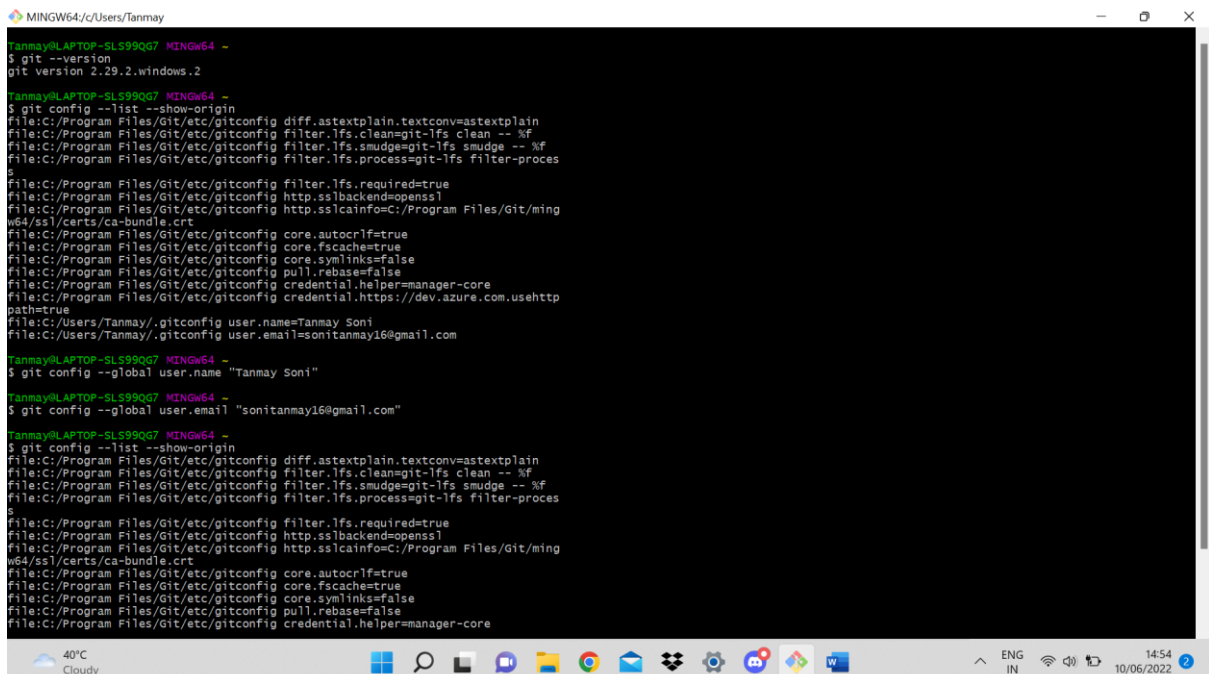 MINGW64:/c/Users/Tanmay
Tanmay@LAPTOP-SLS99QG7 MINGW64 ~
$ git --version
git version 2.29.2.windows.2
Tanmay@LAPTOP-SLS99QG7 MINGW64 ~
$ git config --list --show-origin
file:C:/Program Files/Git/etc/gitconfig diff.astextplain.textconv=astextplain
file:C:/Program Files/Git/etc/gitconfig filter.lfs.clean=git-lfs clean -- %f
file:C:/Program Files/Git/etc/gitconfig filter.lfs.smudge=git-lfs smudge -- %f
file:C:/Program Files/Git/etc/gitconfig filter.lfs.process=git-lfs filter-proces
s
file:C:/Program Files/Git/etc/gitconfig filter.lfs.required=true
file:C:/Program Files/Git/etc/gitconfig http.sslbackend=openssl
file:C:/Program Files/Git/etc/gitconfig http.sslcainfo=C:/Program Files/Git/ming
w64/ssl/certs/ca-bundle.crt
file:C:/Program Files/Git/etc/gitconfig core.autocrlf=true
file:C:/Program Files/Git/etc/gitconfig core.fscache=true
file:C:/Program Files/Git/etc/gitconfig core.symlinks=false
file:C:/Program Files/Git/etc/gitconfig pull.rebase=false
file:C:/Program Files/Git/etc/gitconfig credential.helper=manager-core
file:C:/Program Files/Git/etc/gitconfig credential.https://dev.azure.com.usehttp
path=true
file:C:/Users/Tanmay/.gitconfig user.name=Tanmay Soni
file:C:/Users/Tanmay/.gitconfig user.email=sonitanmay16@gmail.com
Tanmay@LAPTOP-SLS99QG7 MINGW64 ~
$ git config --global user.name "Tanmay Soni"
Tanmay@LAPTOP-SLS99QG7 MINGW64 ~
$ git config --global user.email "sonitanmay16@gmail.com"
Tanmay@LAPTOP-SLS99QG7 MINGW64 ~
$ git config --list --show-origin
file:C:/Program Files/Git/etc/gitconfig diff.astextplain.textconv=astextplain
file:C:/Program Files/Git/etc/gitconfig filter.lfs.clean=git-lfs clean -- %f
file:C:/Program Files/Git/etc/gitconfig filter.lfs.smudge=git-lfs smudge -- %f
file:C:/Program Files/Git/etc/gitconfig filter.lfs.process=git-lfs filter-proces
s
file:C:/Program Files/Git/etc/gitconfig filter.lfs.required=true
file:C:/Program Files/Git/etc/gitconfig http.sslbackend=openssl
file:C:/Program Files/Git/etc/gitconfig http.sslcainfo=C:/Program Files/Git/ming
w64/ssl/certs/ca-bundle.crt
file:C:/Program Files/Git/etc/gitconfig core.autocrlf=true
file:C:/Program Files/Git/etc/gitconfig core.fscache=true
file:C:/Program Files/Git/etc/gitconfig core.symlinks=false
file:C:/Program Files/Git/etc/gitconfig pull.rebase=false
file:C:/Program Files/Git/etc/gitconfig credential.helper=manager-core
40°C
Cloudy
W
ENG
IN
14:54
10/06/2022
2